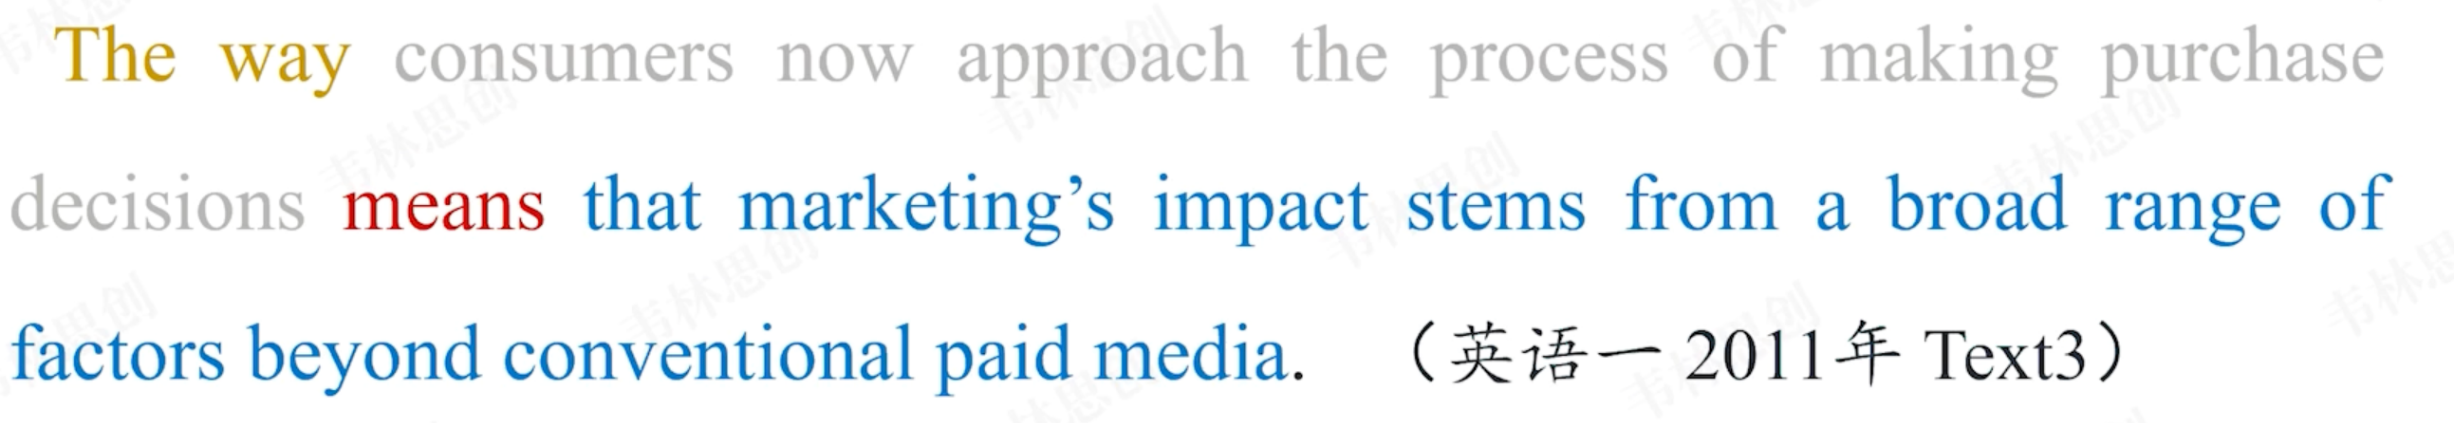 The way consumers now approach the process of making purchase
decisions means that marketing’s impact stems from a broad range of
factors beyond conventional paid media. （英语一 2011年 Text3）